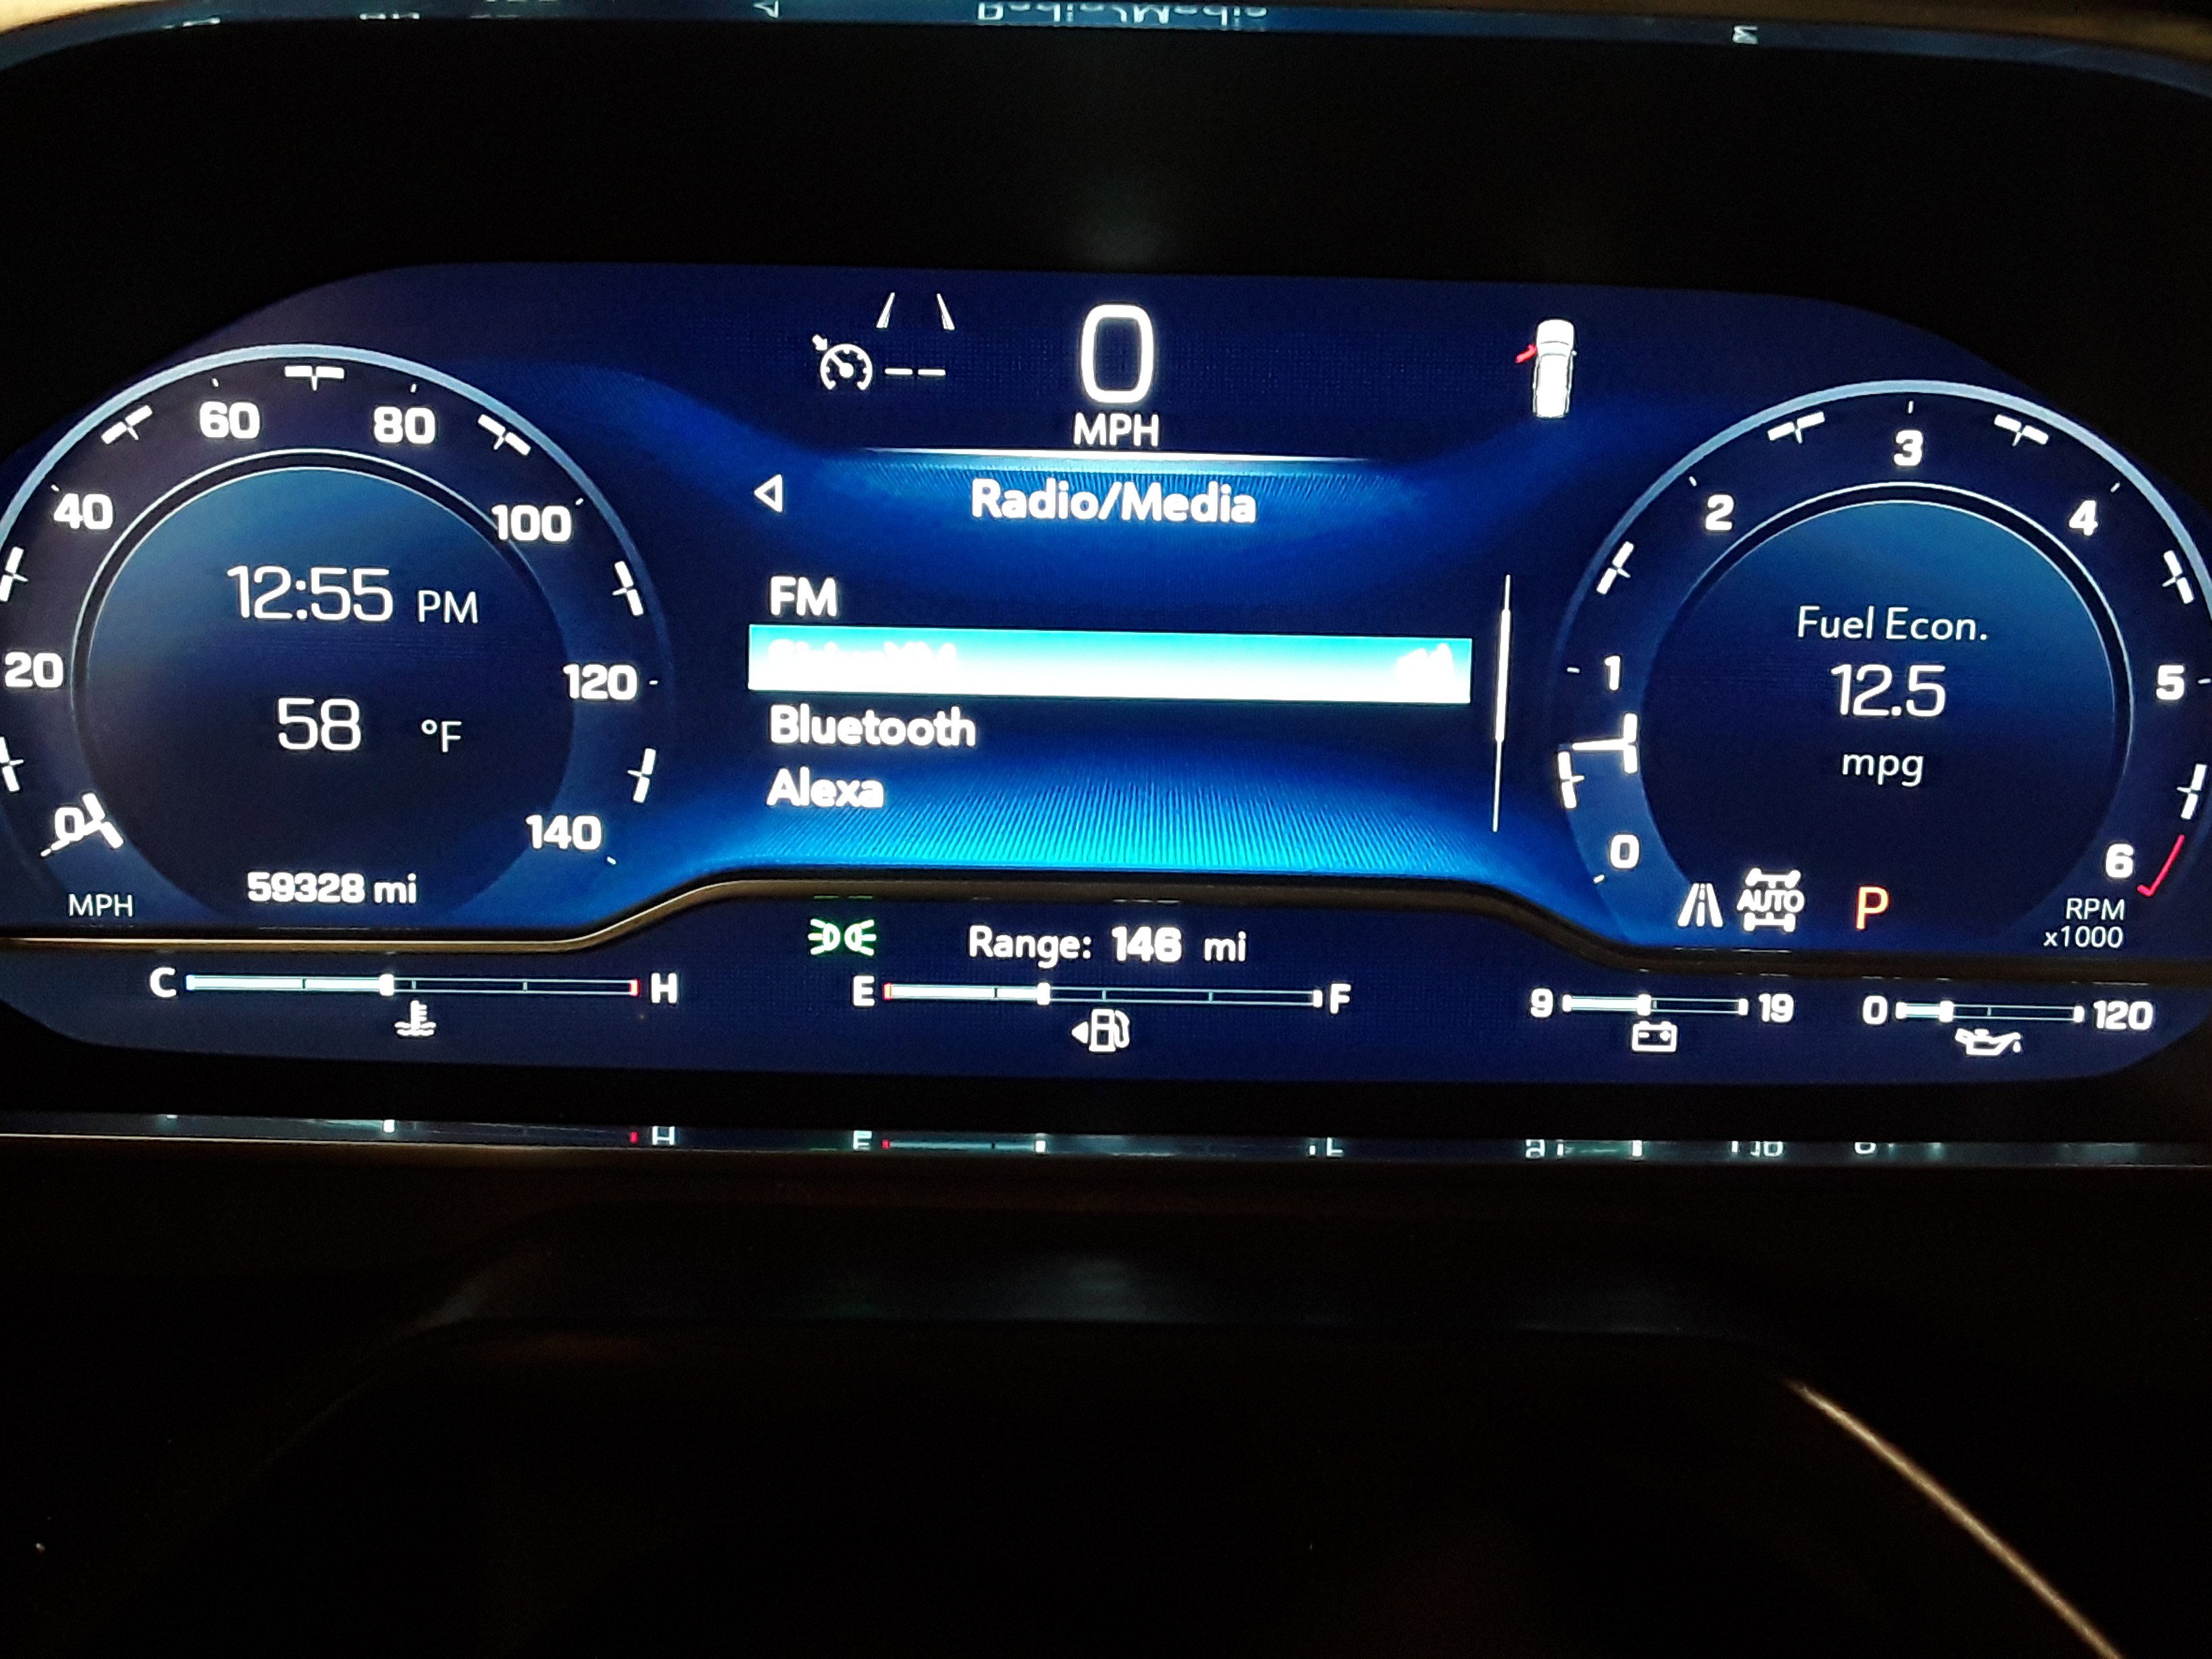 0
MPH
Radio/Media
FM
SiriusXM
Bluetooth
Alexa
0
20
40
60
80
100
120
140
MPH
12:55 PM
58 °F
59328 mi
0
1
2
3
4
5
6
RPM
x1000
Fuel Econ.
12.5
mpg
AUTO
P
Range: 146 mi
C H
E F
9 19
0 120